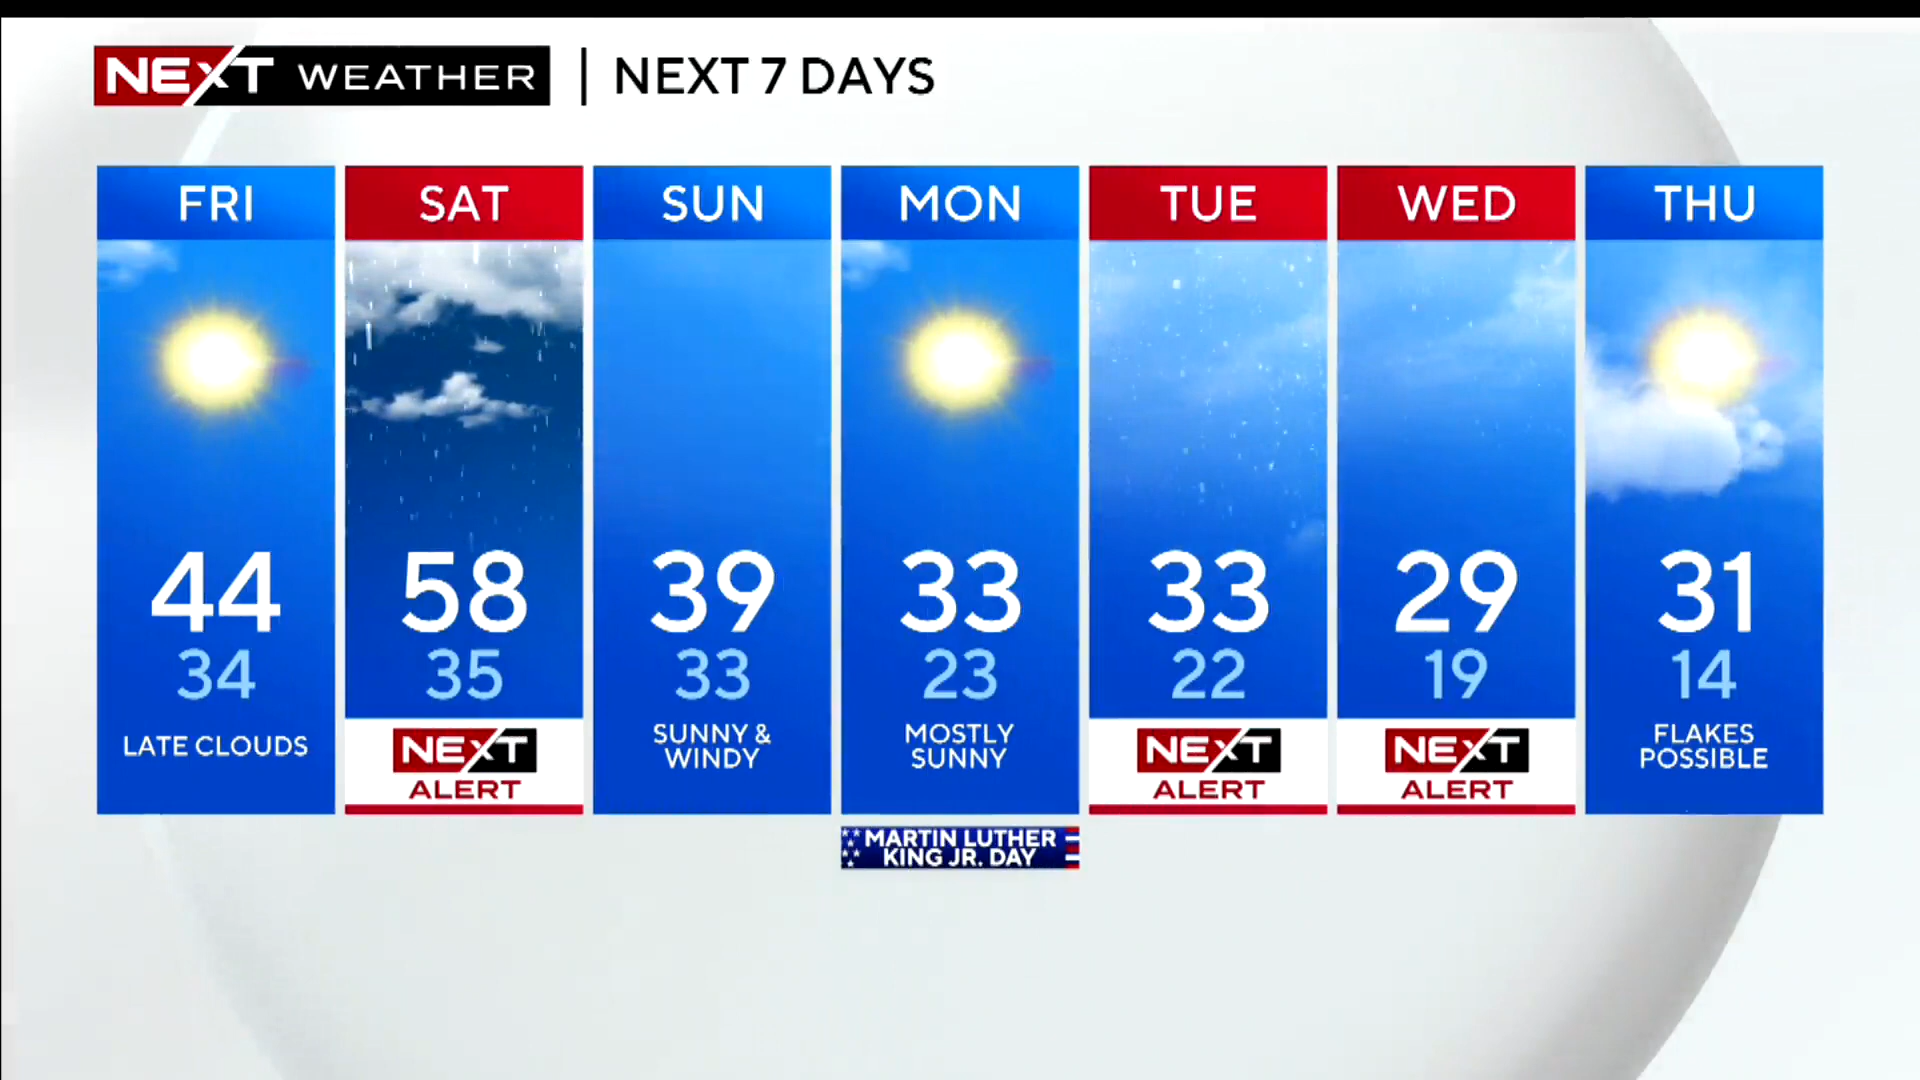 NEXT WEATHER | NEXT 7 DAYS
FRI
44
34
LATE CLOUDS
SAT
58
35
NEXT
ALERT
SUN
39
33
SUNNY &
WINDY
MON
33
23
MOSTLY
SUNNY
MARTIN LUTHER
KING JR. DAY
TUE
33
22
NEXT
ALERT
WED
29
19
NEXT
ALERT
THU
31
14
FLAKES
POSSIBLE